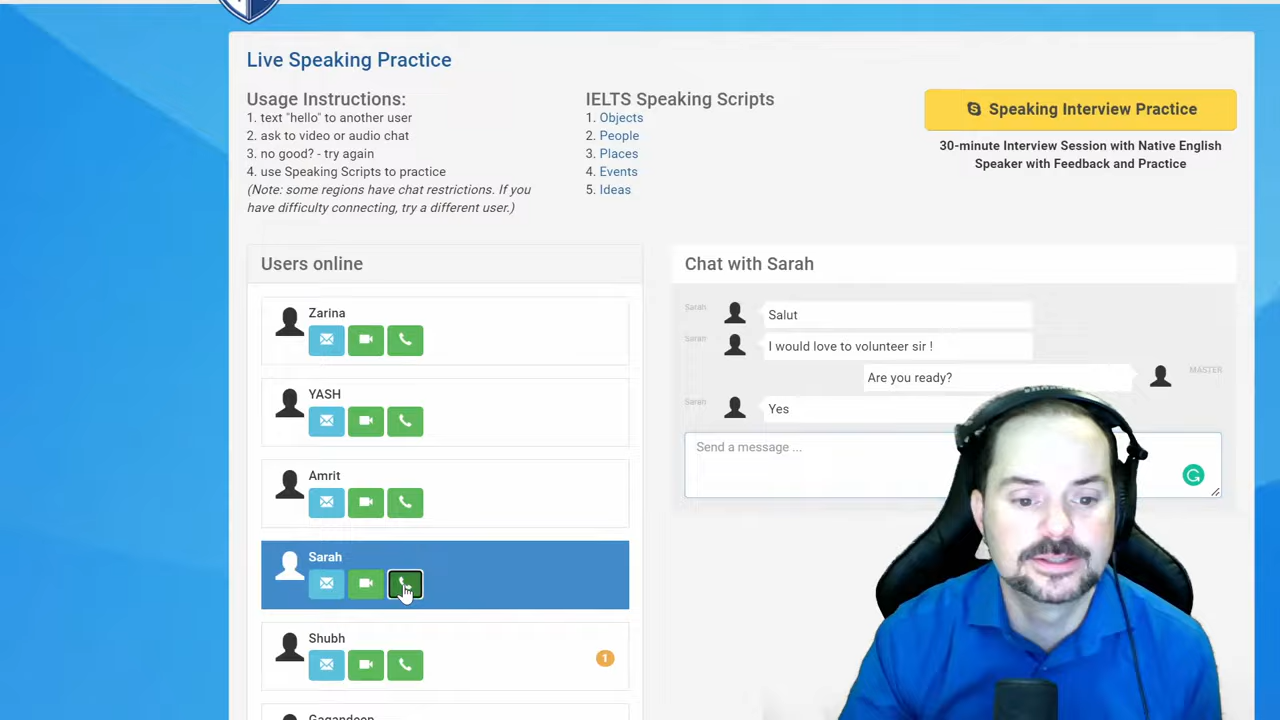 Live Speaking Practice
Usage Instructions:
1. text "hello" to another user
2. ask to video or audio chat
3. no good? - try again
4. use Speaking Scripts to practice
(Note: some regions have chat restrictions. If you
have difficulty connecting, try a different user.)
IELTS Speaking Scripts
1. Objects
2. People
3. Places
4. Events
5. Ideas
Speaking Interview Practice
30-minute Interview Session with Native English
Speaker with Feedback and Practice
Users online
Zarina
YASH
Amrit
Sarah
Shubh
1
Gagandeep
Chat with Sarah
Sarah
Salut
Sarah
I would love to volunteer sir !
Are you ready?
MASTER
Sarah
Yes
Send a message ...